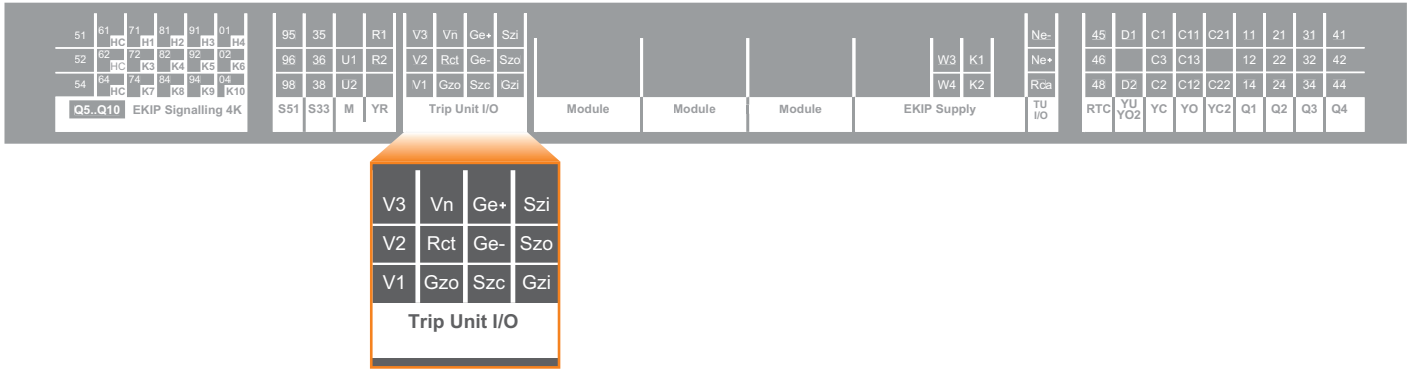 51 61 HC 71 H1 81 H2 91 H3 01 H4 95 35 R1 V3 Vn Ge+ Szi Ne- 45 D1 C1 C11 C21 11 21 31 41
52 62 HC 72 K3 82 K4 92 K5 02 K6 96 36 U1 R2 V2 Rct Ge- Szo W3 K1 Ne+ 46 C3 C13 12 22 32 42
54 64 HC 74 K7 84 K8 94 K9 04 K10 98 38 U2 V1 Gzo Szc Gzi W4 K2 Rca 48 D2 C2 C12 C22 14 24 34 44
Q5..Q10 EKIP Signalling 4K S51 S33 M YR Trip Unit I/O Module Module Module EKIP Supply TU I/O RTC YU YO2 YC YO YC2 Q1 Q2 Q3 Q4
V3 Vn Ge+ Szi
V2 Rct Ge- Szo
V1 Gzo Szc Gzi
Trip Unit I/O